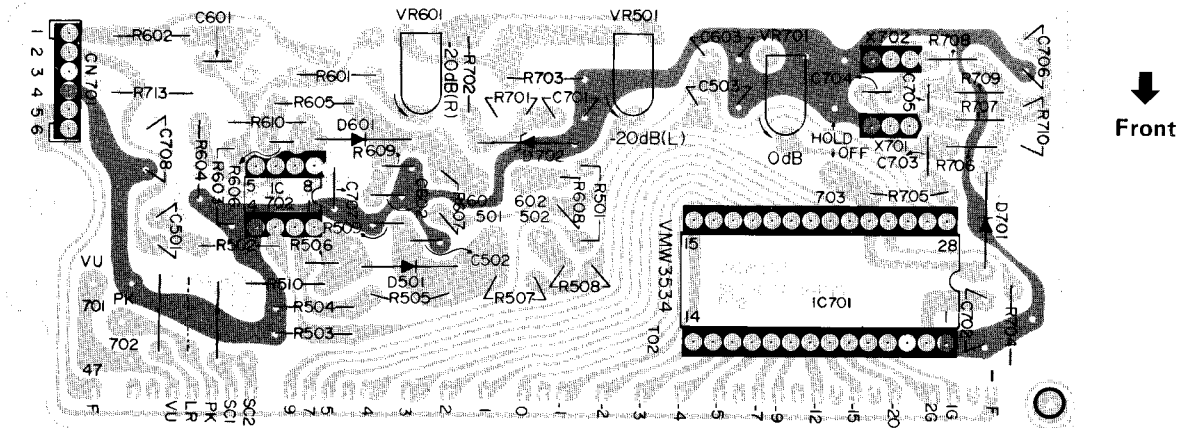 C601
VR601
VR501
1
2
3
4
5
6
CN701
R602
R713
R601
R605
R610
-20dB(R)
R702
R703
R701
C701
C603
VR701
C503
C704
X702
C705
R708
C706
R709
R707
R710
Front
C708
R604
R603
R606
D601
R609
D702
-20dB(L)
0dB
HOLD
OFF
X701
C703
R706
5
IC
8
4
702
R509
R607
501
602
502
R608
R501
703
R705
D701
C501
R502
R506
C502
VMW3534
15
28
VU
701
PK
702
R510
R504
R503
D501
R505
R507
R508
IC701
14
1
T02
C702
R704
47
F
VU
LR
PK
SC1
SC2
9
7
5
4
3
2
1
0
-1
-2
-3
-4
-5
-7
-9
-12
-15
-20
2G
1G
F
1